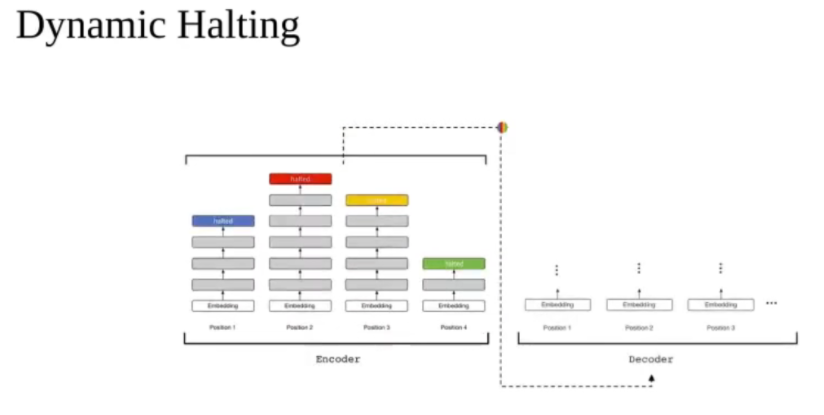 Dynamic Halting
halted
halted
halted
halted
Embedding Embedding Embedding Embedding Embedding Embedding Embedding ...
Position 1 Position 2 Position 3 Position 4 Position 1 Position 2 Position 3
Encoder Decoder